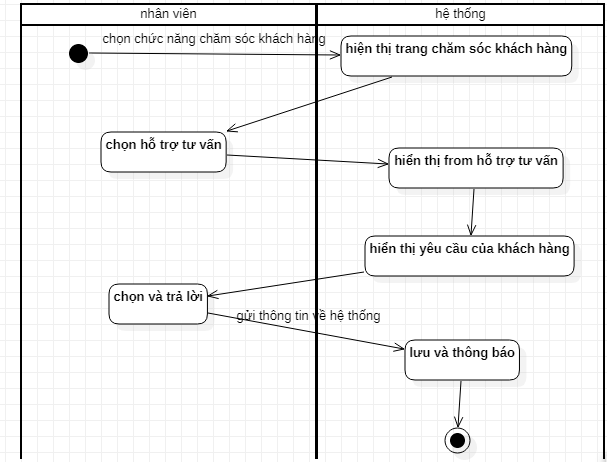 nhân viên
hệ thống
chọn chức năng chăm sóc khách hàng
hiện thị trang chăm sóc khách hàng
chọn hỗ trợ tư vấn
hiển thị from hỗ trợ tư vấn
hiển thị yêu cầu của khách hàng
chọn và trả lời
gửi thông tin về hệ thống
lưu và thông báo